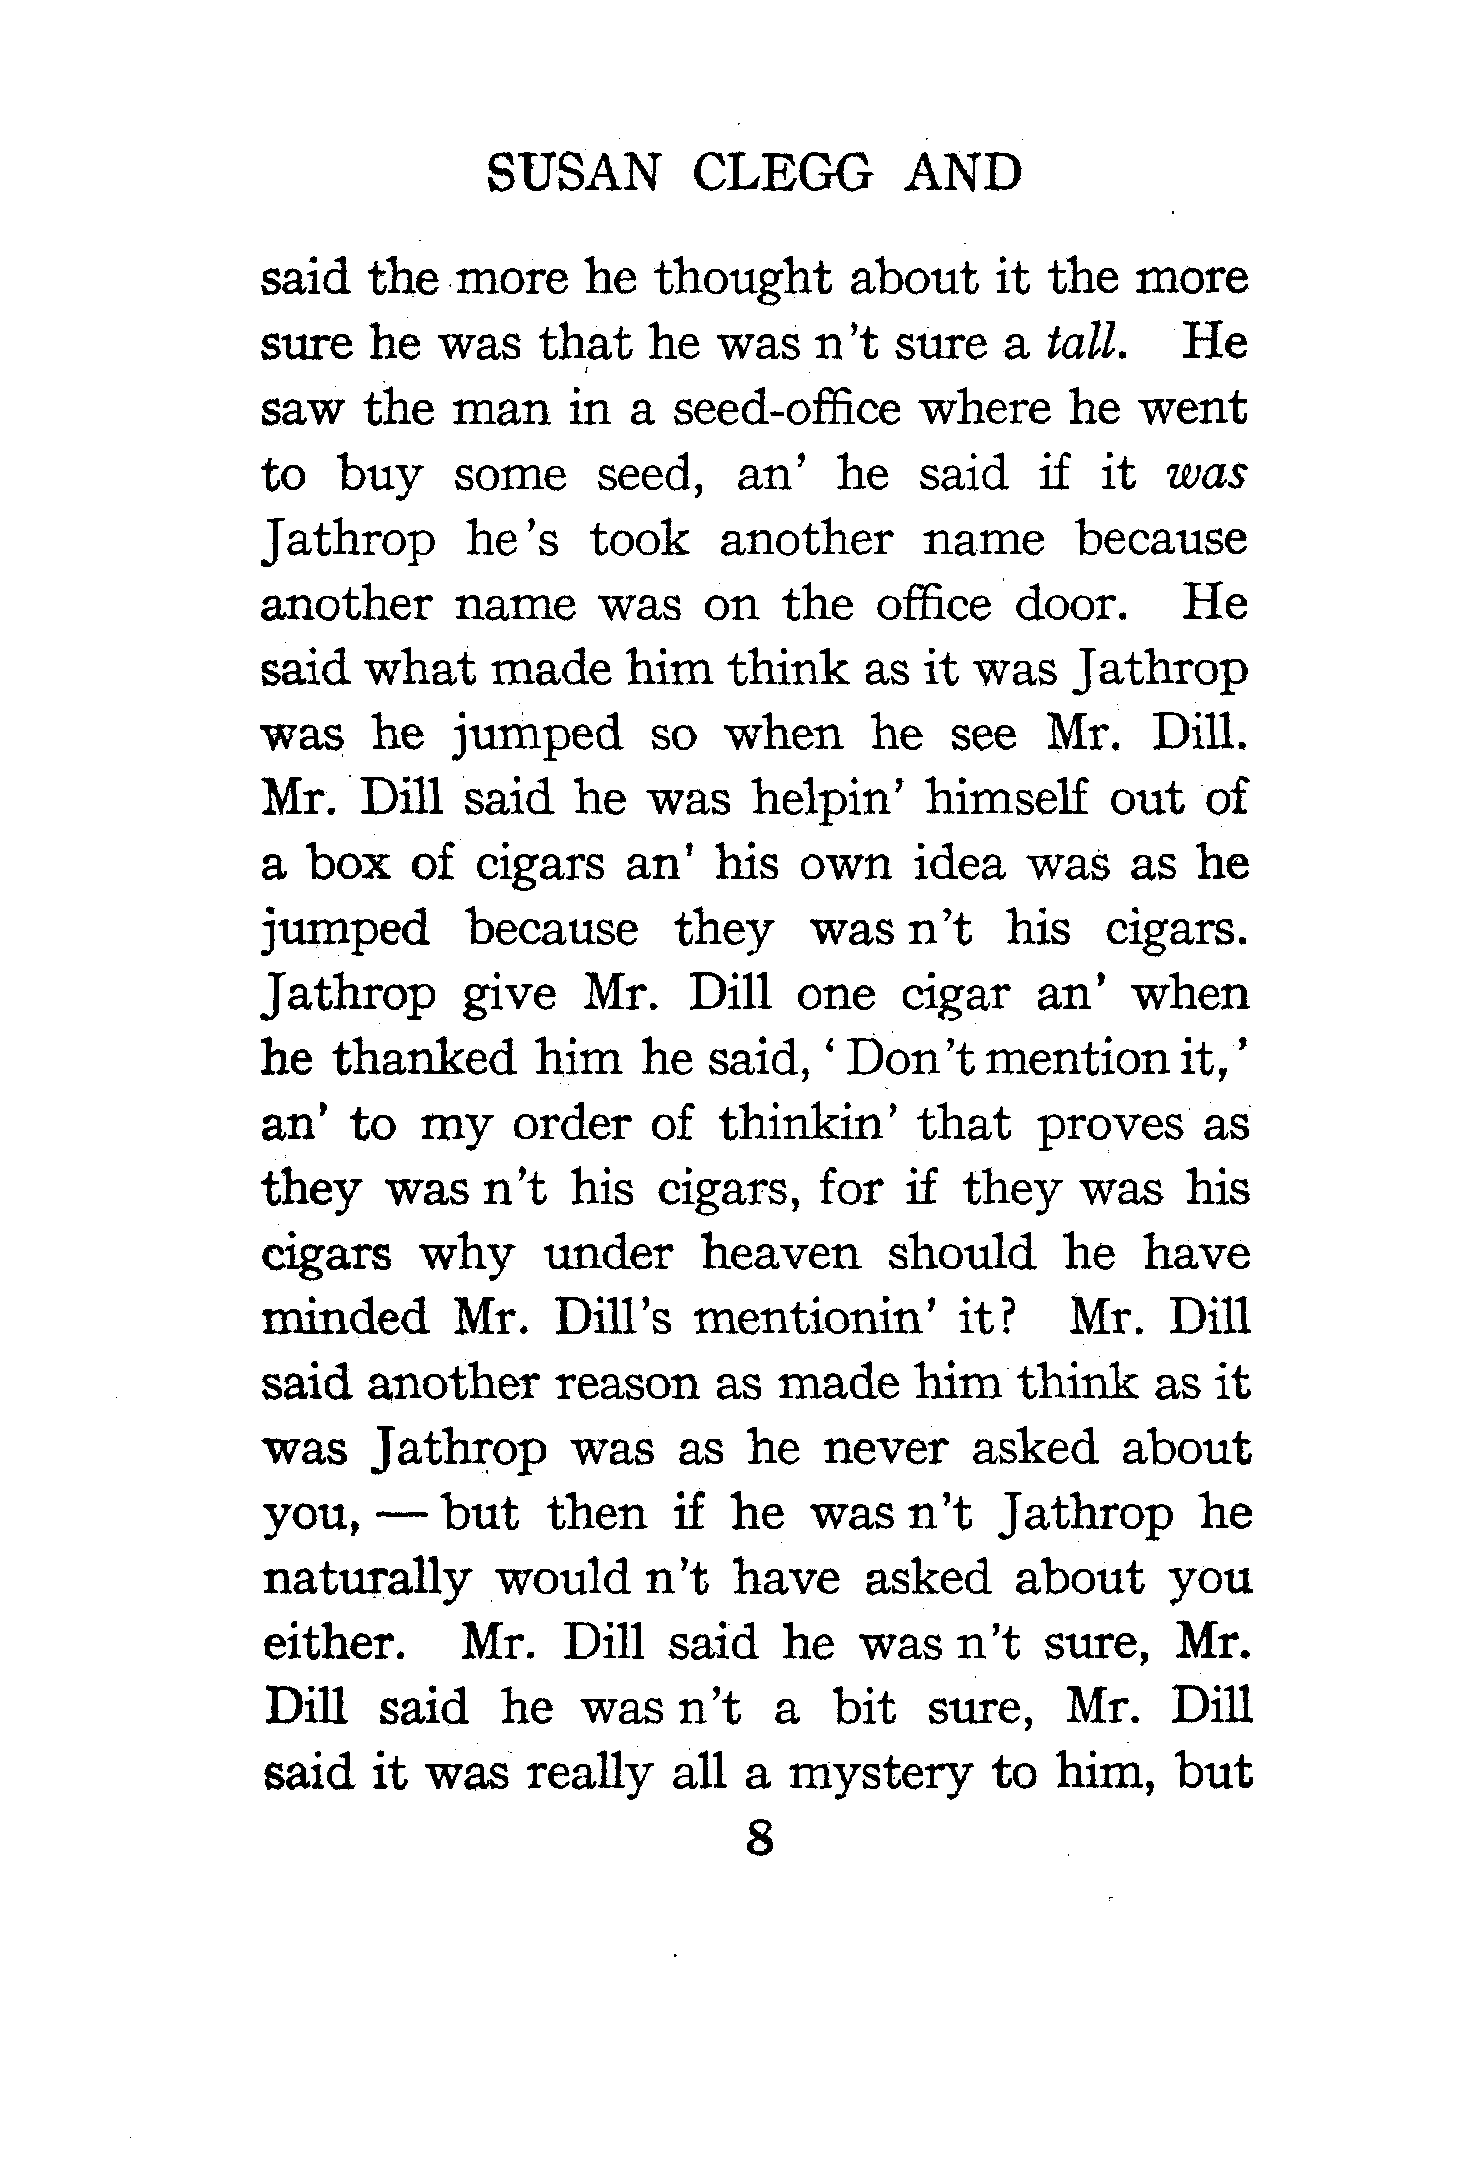 SUSAN CLEGG AND
said the more he thought about it the more
sure he was that he was n't sure a tall. He
saw the man in a seed-office where he went
to buy some seed, an' he said if it was
Jathrop he 's took another name because
another name was on the office door. He
said what made him think as it was Jathrop
was he jumped so when he see Mr. Dill.
Mr. Dill said he was helpin' himself out of
a box of cigars an' his own idea was as he
jumped because they was n't his cigars.
Jathrop give Mr. Dill one cigar an' when
he thanked him he said, ' Don 't mention it, '
an' to my order of thinkin' that proves as
they was n't his cigars, for if they was his
cigars why under heaven should he have
minded Mr. Dill's mentionin' it? Mr. Dill
said another reason as made him think as it
was Jathrop was as he never asked about
you, — but then if he was n't Jathrop he
naturally would n't have asked about you
either. Mr. Dill said he was n't sure, Mr.
Dill said he was n't a bit sure, Mr. Dill
said it was really all a mystery to him, but
8